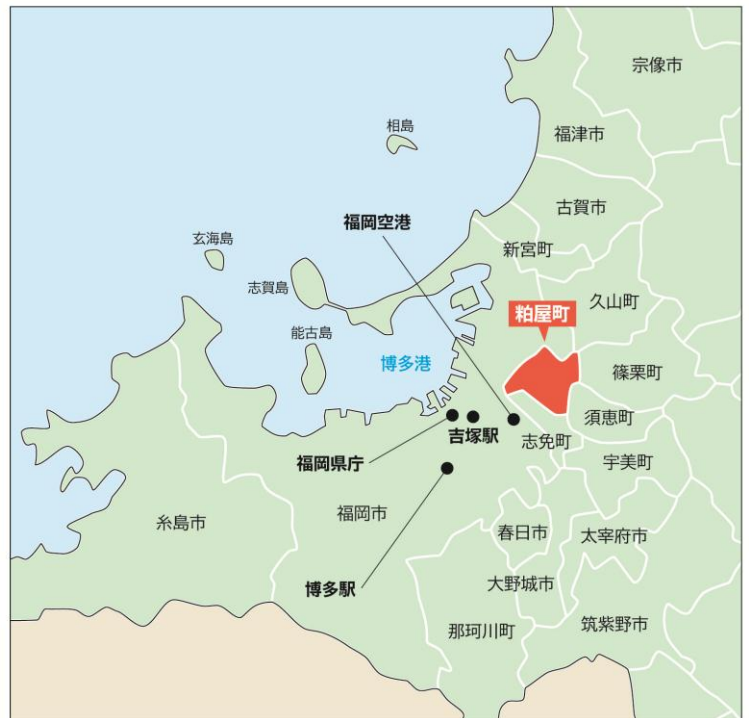 宗像市
相島
福津市
古賀市
福岡空港
新宮町
玄海島
志賀島
久山町
粕屋町
能古島
博多港
篠栗町
須恵町
吉塚駅
志免町
福岡県庁
宇美町
福岡市
糸島市
春日市
太宰府市
大野城市
博多駅
筑紫野市
那珂川町